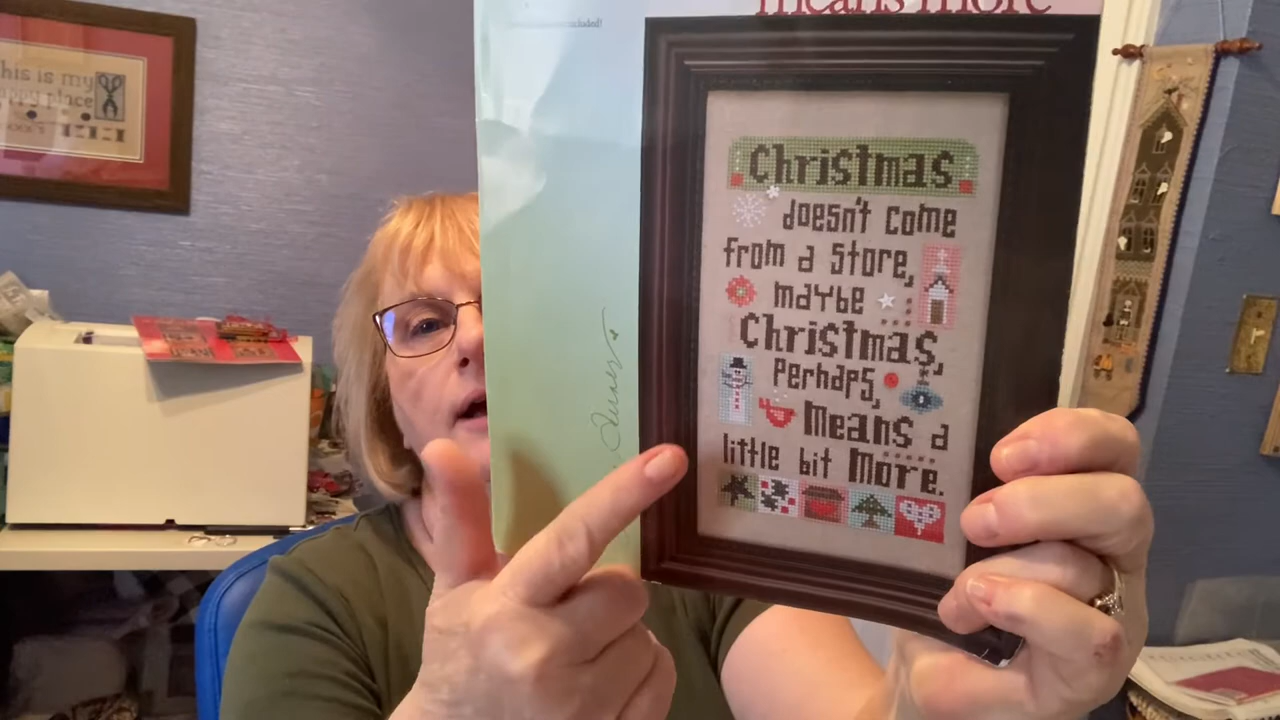 means more
included!
this is my
happy place
Christmas
doesn't come
from a store,
maybe
Christmas,
Perhaps,
Means a
little bit More.